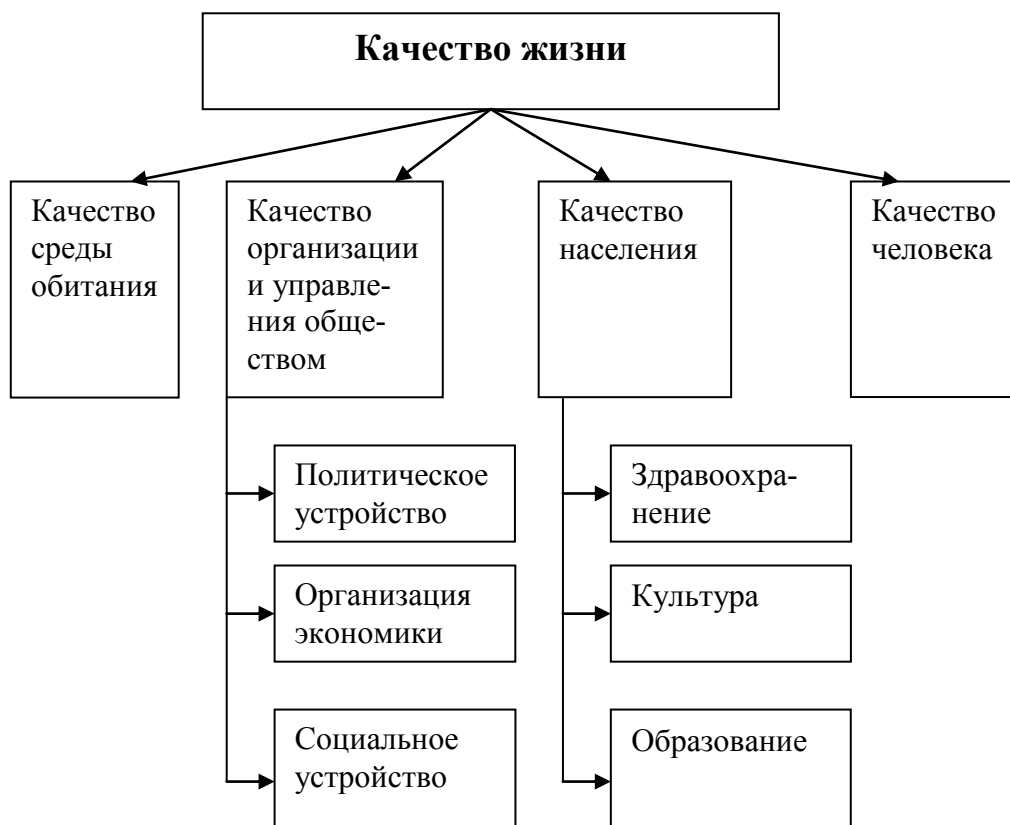 Качество жизни
Качество
среды
обитания
Качество
организации
и управле-
ния обще-
ством
Качество
населения
Качество
человека
Политическое
устройство
Здравоохра-
нение
Организация
экономики
Культура
Социальное
устройство
Образование